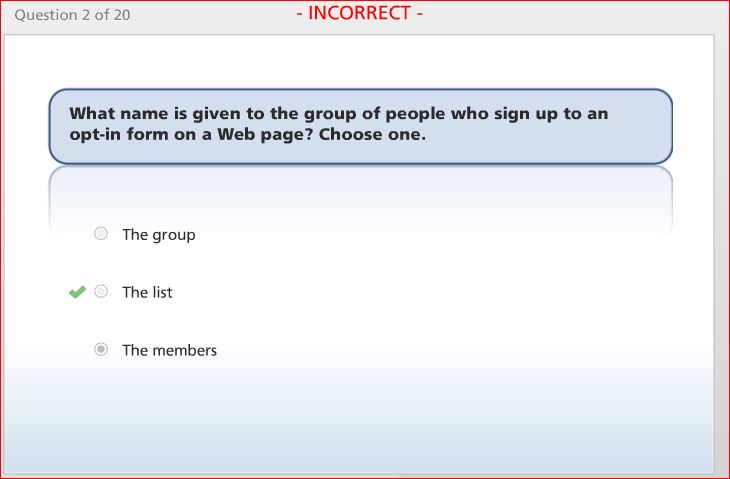 Question 2 of 20
- INCORRECT -
What name is given to the group of people who sign up to an
opt-in form on a Web page? Choose one.
The group
The list
The members